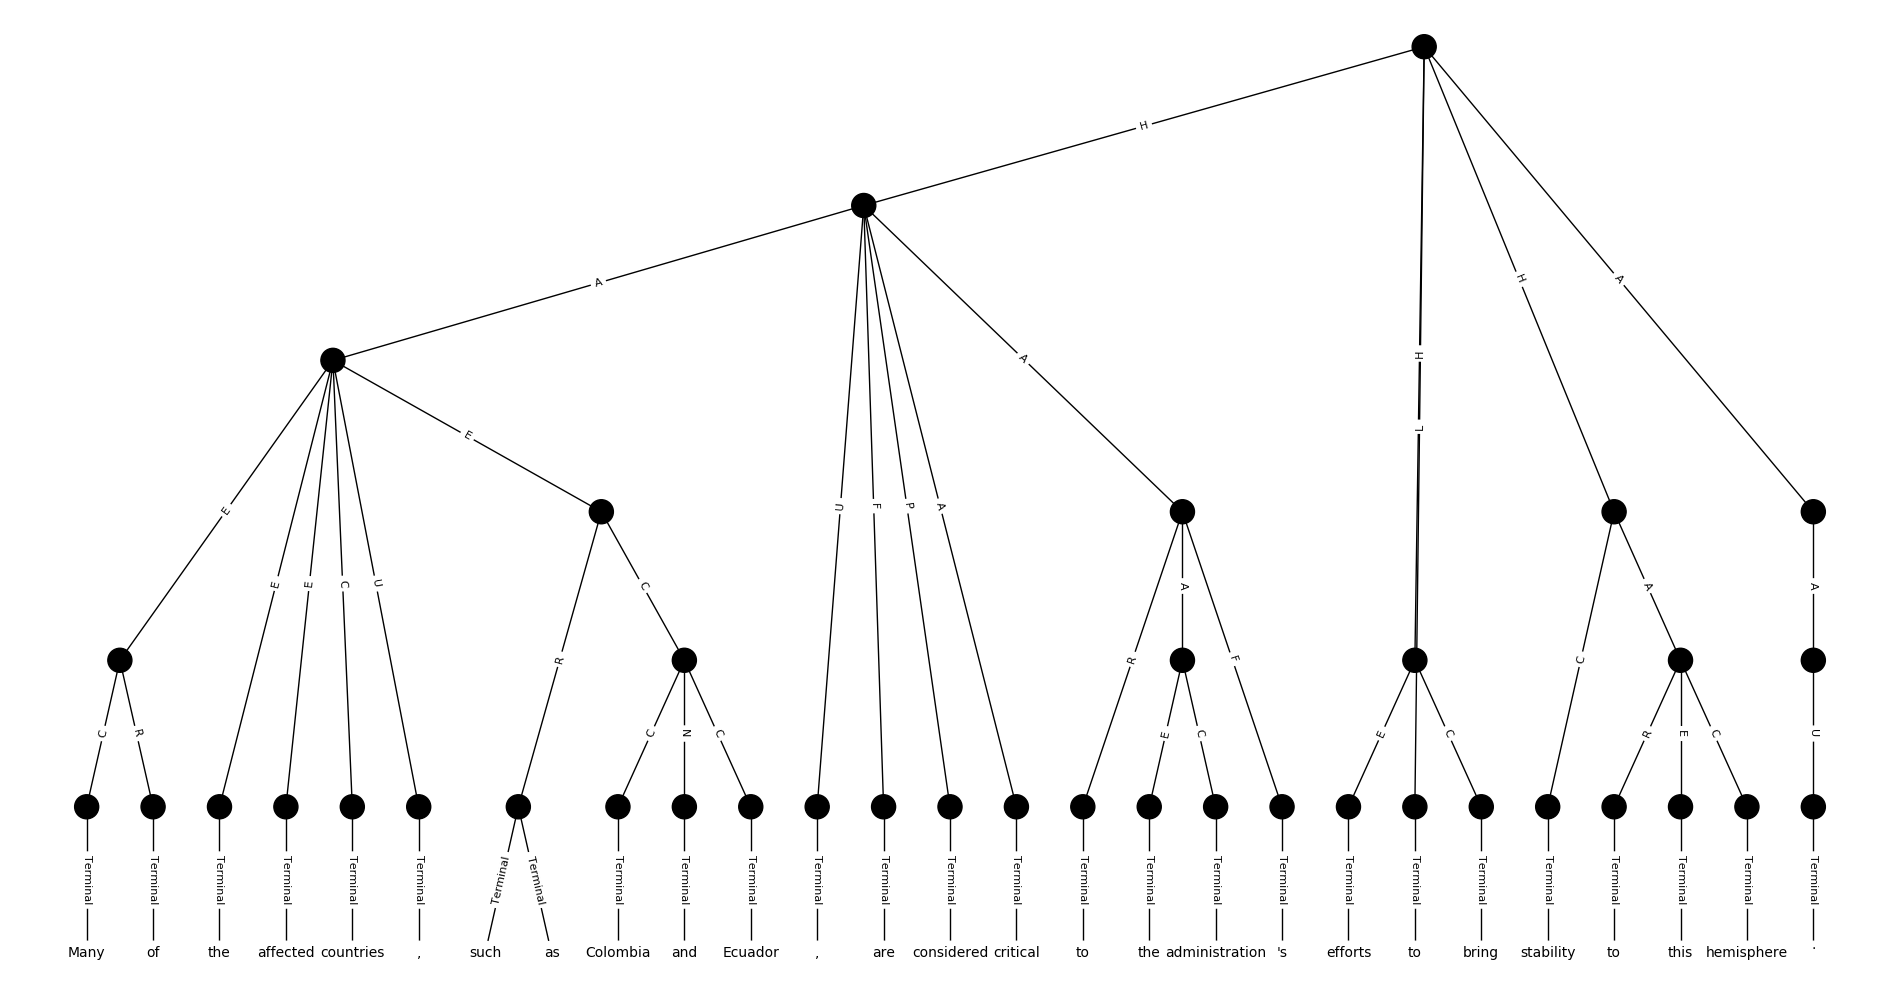 H
A
H
H
A
A
E
H
L
E
U
F
P
A
E
E
C
U
C
A
A
A
R
R
F
C
C
R
C
N
C
E
C
E
C
R
E
C
U
Terminal Terminal Terminal Terminal Terminal Terminal Terminal Terminal Terminal Terminal Terminal Terminal Terminal Terminal Terminal Terminal Terminal Terminal Terminal Terminal Terminal Terminal Terminal Terminal Terminal Terminal Terminal
Many of the affected countries , such as Colombia and Ecuador , are considered critical to the administration 's efforts to bring stability to this hemisphere .